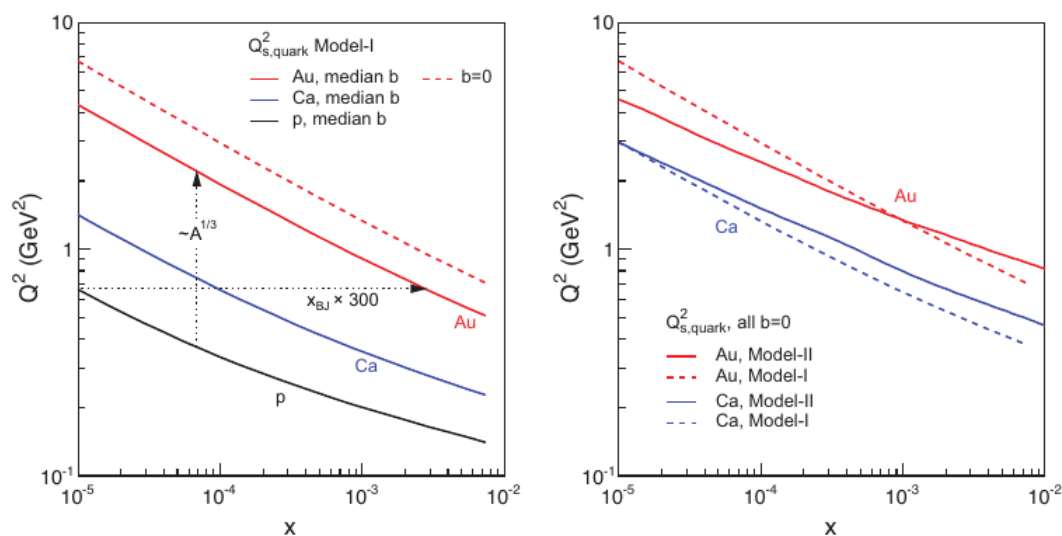 10
1
10⁻¹
Q² (GeV²)
Q²s,quark Model-I
Au, median b
b=0
Ca, median b
p, median b
~A^1/3
x_BJ × 300
Au
Ca
p
10⁻⁵
10⁻⁴
10⁻³
10⁻²
x
10
1
10⁻¹
Q² (GeV²)
Au
Ca
Q²s,quark, all b=0
Au, Model-II
Au, Model-I
Ca, Model-II
Ca, Model-I
10⁻⁵
10⁻⁴
10⁻³
10⁻²
x